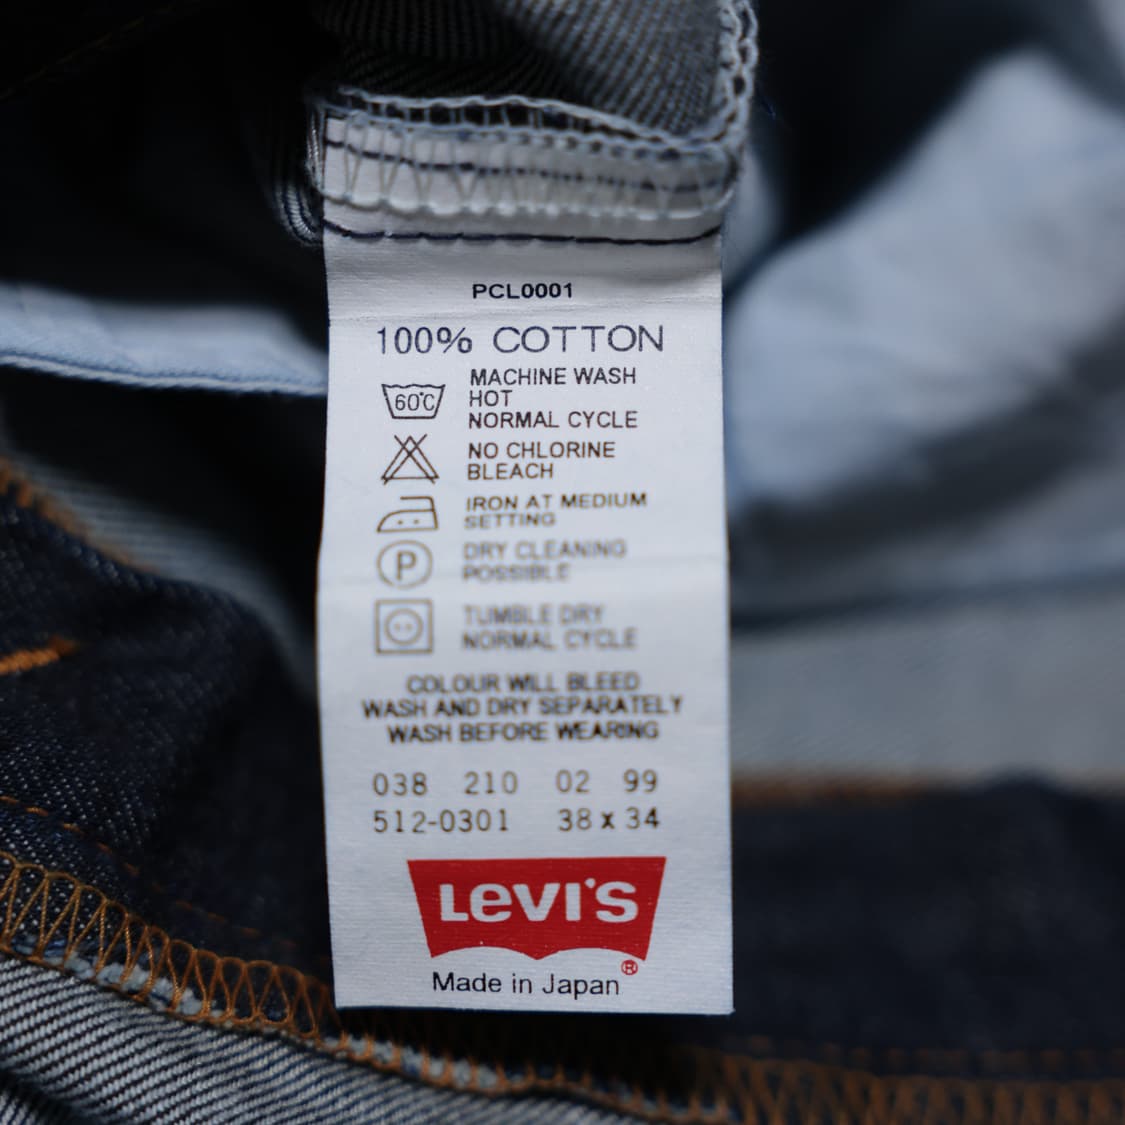 PCL0001
100% COTTON
60°C
MACHINE WASH
HOT
NORMAL CYCLE
NO CHLORINE
BLEACH
IRON AT MEDIUM
SETTING
P
DRY CLEANING
POSSIBLE
TUMBLE DRY
NORMAL CYCLE
COLOUR WILL BLEED
WASH AND DRY SEPARATELY
WASH BEFORE WEARING
038 210 02 99
512-0301 38 x 34
LEVI'S
®
Made in Japan